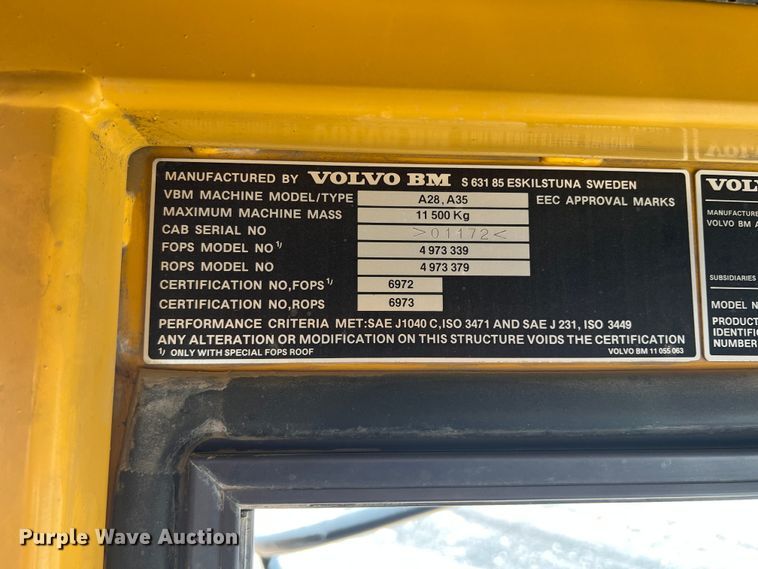 MANUFACTURED BY VOLVO BM S 631 85 ESKILSTUNA SWEDEN
VBM MACHINE MODEL/TYPE A28, A35 EEC APPROVAL MARKS
MAXIMUM MACHINE MASS 11 500 Kg
CAB SERIAL NO >01172<
FOPS MODEL NO 1/ 4 973 339
ROPS MODEL NO 4 973 379
CERTIFICATION NO, FOPS 1/ 6972
CERTIFICATION NO, ROPS 6973
PERFORMANCE CRITERIA MET: SAE J1040 C, ISO 3471 AND SAE J 231, ISO 3449
ANY ALTERATION OR MODIFICATION ON THIS STRUCTURE VOIDS THE CERTIFICATION
1/ ONLY WITH SPECIAL FOPS ROOF VOLVO BM 11 055 063
VOL
MANUFACTURE
VOLVO BM A
SUBSIDIARIES
MODEL N
PRODUCT
IDENTIFI
NUMBER
Purple Wave Auction